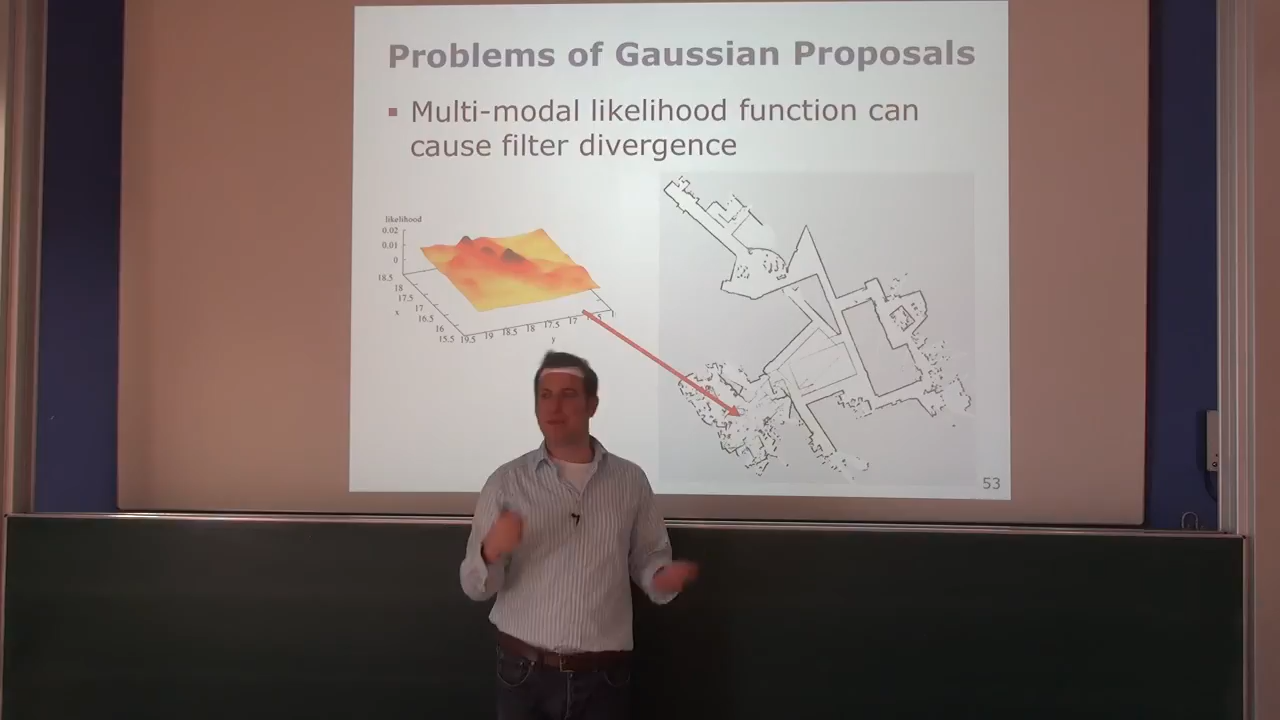 Problems of Gaussian Proposals
Multi-modal likelihood function can
cause filter divergence
likelihood
0.02
0.01
0
18.5
18
17.5
17
16.5
16
15.5
x
19.5 19 18.5 18 17.5 17
y
53